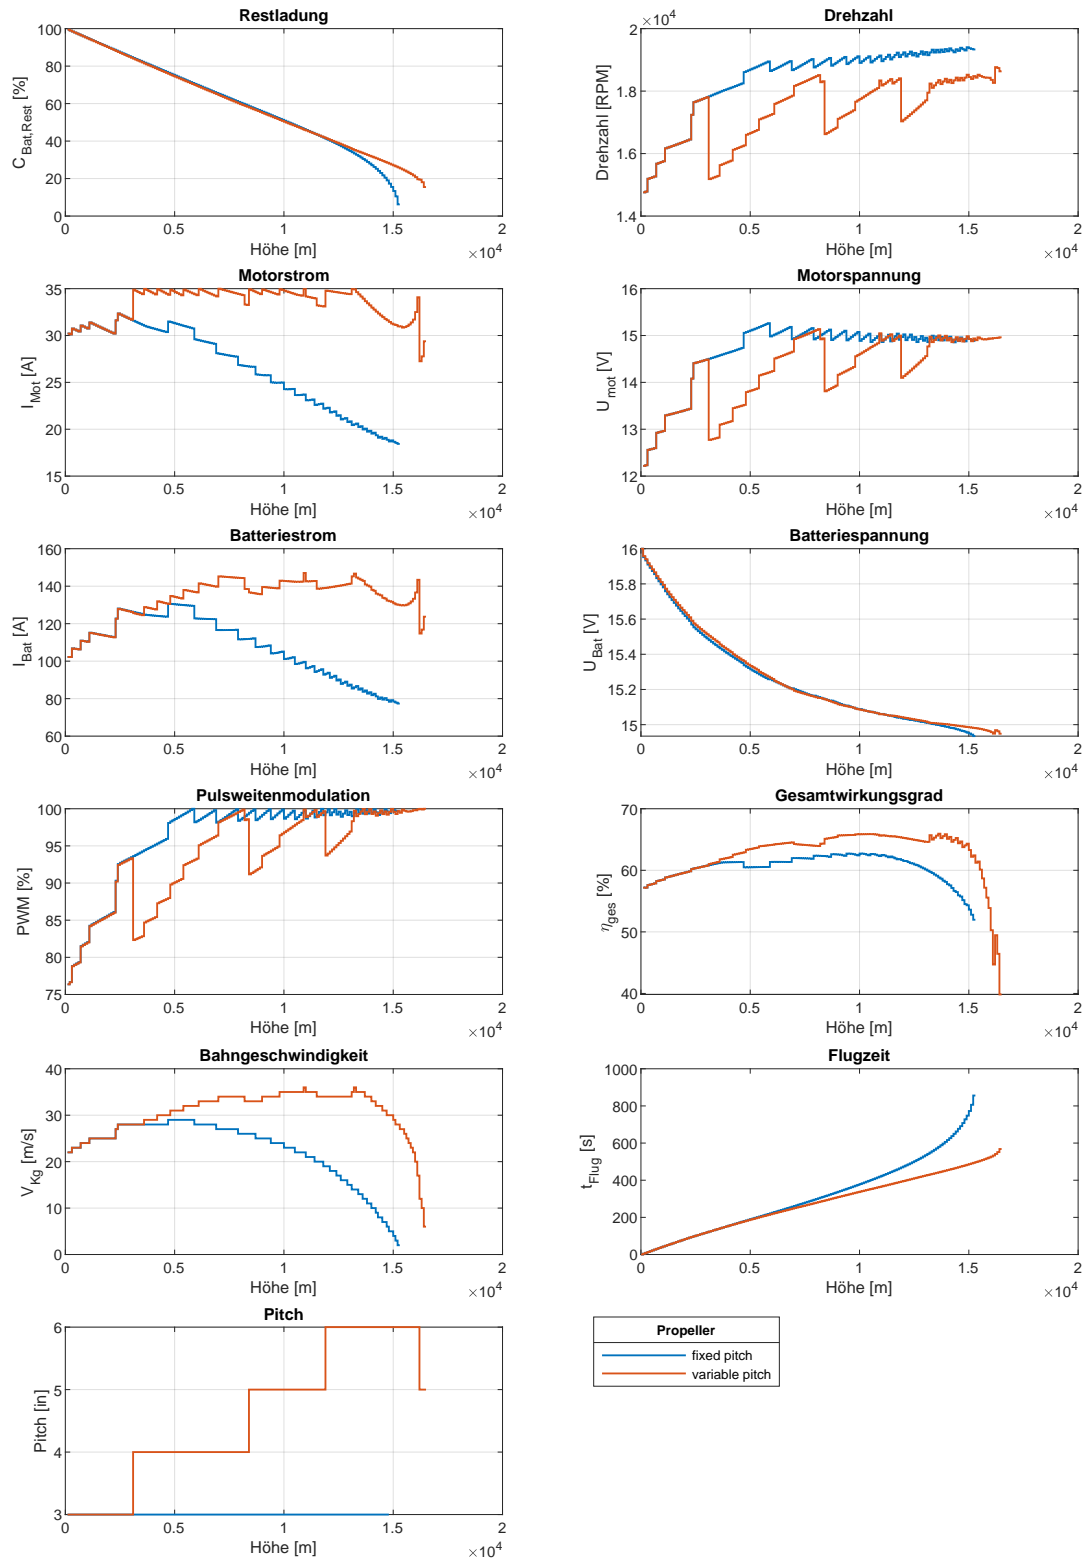 Restladung
C_Bat,Rest [%]
100
80
60
40
20
0
0 0.5 1 1.5 2
Höhe [m]
×10^4
Drehzahl
×10^4
Drehzahl [RPM]
2
1.8
1.6
1.4
0 0.5 1 1.5 2
Höhe [m]
×10^4
Motorstrom
I_Mot [A]
35
30
25
20
15
0 0.5 1 1.5 2
Höhe [m]
×10^4
Motorspannung
U_mot [V]
16
15
14
13
12
0 0.5 1 1.5 2
Höhe [m]
×10^4
Batteriestrom
I_Bat [A]
160
140
120
100
80
60
0 0.5 1 1.5 2
Höhe [m]
×10^4
Batteriespannung
U_Bat [V]
16
15.8
15.6
15.4
15.2
15
0 0.5 1 1.5 2
Höhe [m]
×10^4
Pulsweitenmodulation
PWM [%]
100
95
90
85
80
75
0 0.5 1 1.5 2
Höhe [m]
×10^4
Gesamtwirkungsgrad
η_ges [%]
70
60
50
40
0 0.5 1 1.5 2
Höhe [m]
×10^4
Bahngeschwindigkeit
V_Kg [m/s]
40
30
20
10
0
0 0.5 1 1.5 2
Höhe [m]
×10^4
Flugzeit
t_Flug [s]
1000
800
600
400
200
0
0 0.5 1 1.5 2
Höhe [m]
×10^4
Pitch
Pitch [in]
6
5
4
3
0 0.5 1 1.5 2
Höhe [m]
×10^4
Propeller
fixed pitch
variable pitch